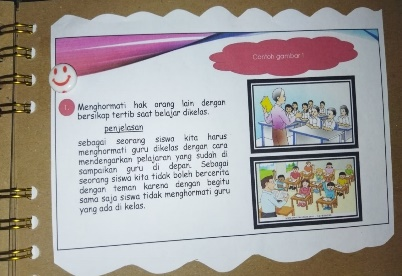 Contoh gambar :
1. Menghormati hak orang lain dengan
bersikap tertib saat belajar dikelas.
penjelasan
sebagai seorang siswa kita harus
menghormati guru dikelas dengan cara
mendengarkan pelajaran yang sudah di
sampaikan guru di depan. Sebagai
seorang siswa kita tidak boleh bercerita
dengan teman karena dengan begitu
sama saja siswa tidak menghormati guru
yang ada di kelas.